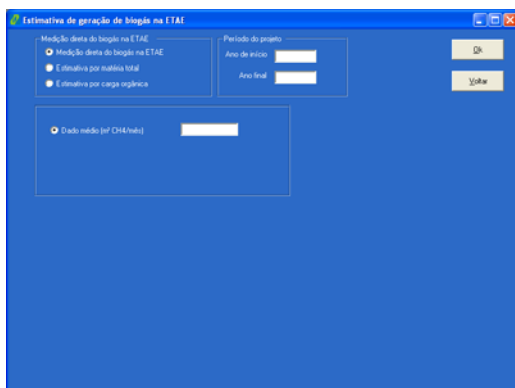 Estimativa de geração de biogás na ETAE
Medição direta do biogás na ETAE
Medição direta do biogás na ETAE
Estimativa por matéria total
Estimativa por carga orgânica
Período do projeto
Ano de início
Ano final
Ok
Voltar
Dado médio (m³ CH4/mês)